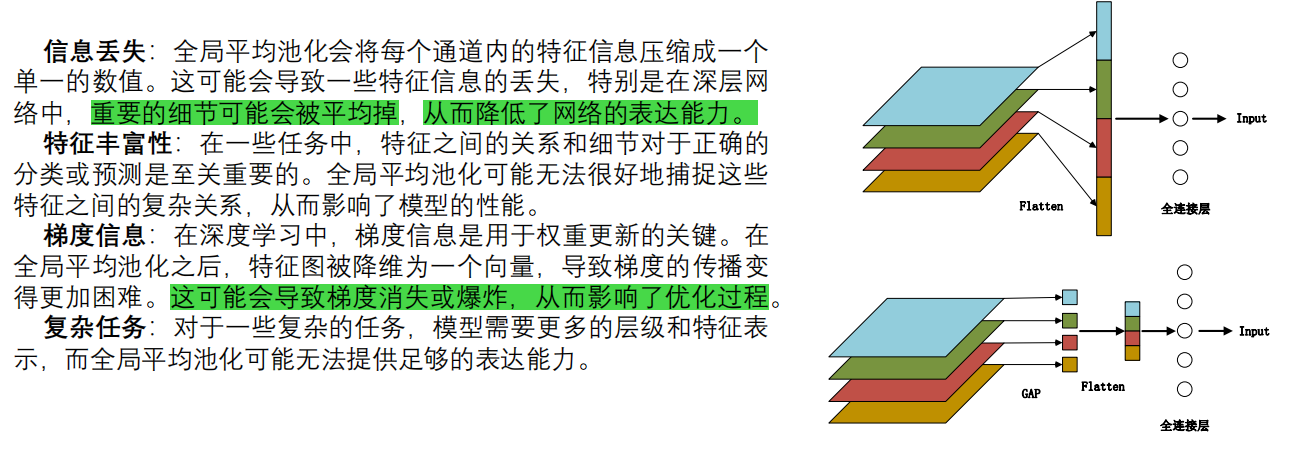 信息丢失：全局平均池化会将每个通道内的特征信息压缩成一个
单一的数值。这可能会导致一些特征信息的丢失，特别是在深层网
络中，重要的细节可能会被平均掉，从而降低了网络的表达能力。
特征丰富性：在一些任务中，特征之间的关系和细节对于正确的
分类或预测是至关重要的。全局平均池化可能无法很好地捕捉这些
特征之间的复杂关系，从而影响了模型的性能。
梯度信息：在深度学习中，梯度信息是用于权重更新的关键。在
全局平均池化之后，特征图被降维为一个向量，导致梯度的传播变
得更加困难。这可能会导致梯度消失或爆炸，从而影响了优化过程。
复杂任务：对于一些复杂的任务，模型需要更多的层级和特征表
示，而全局平均池化可能无法提供足够的表达能力。
Input
Flatten
全连接层
Input
GAP
Flatten
全连接层